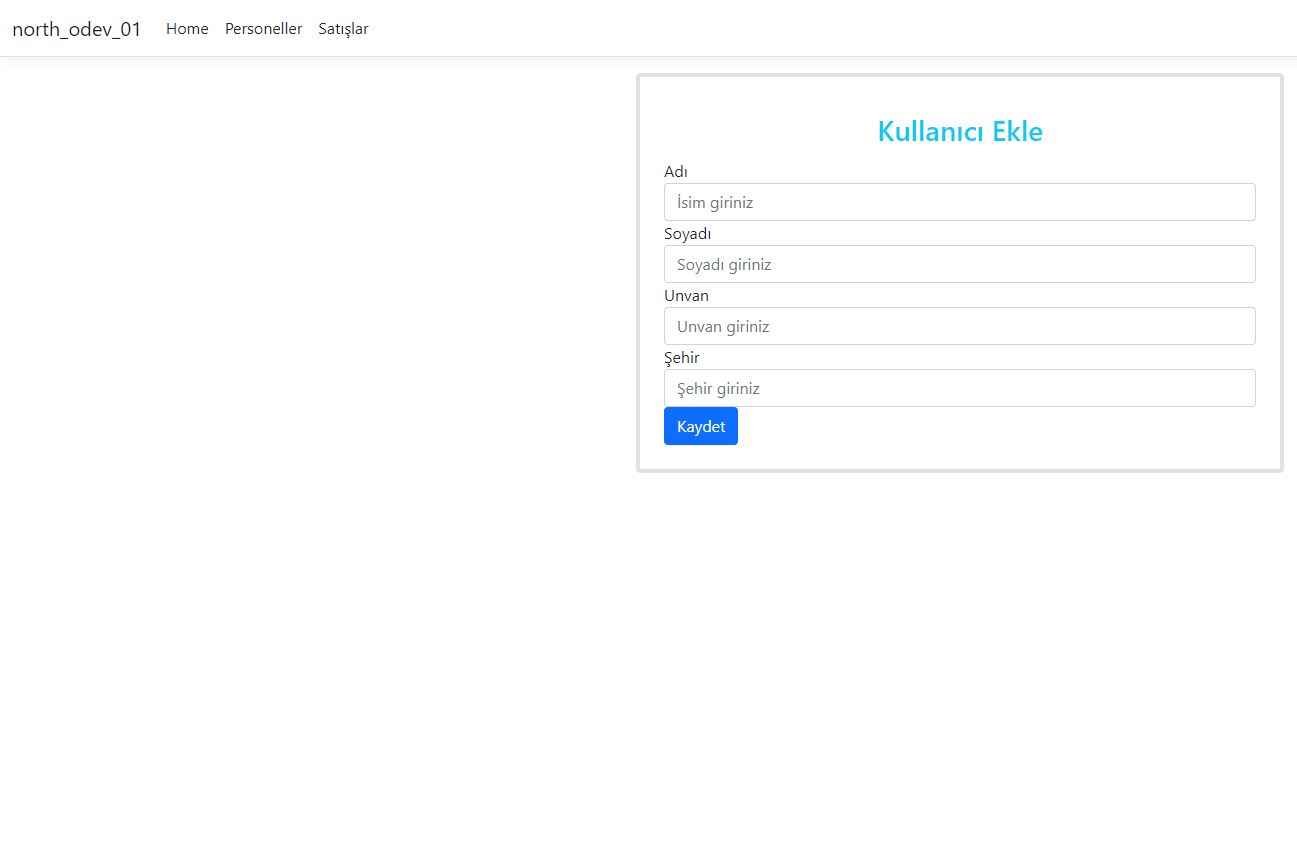 north_odev_01 Home Personeller Satışlar
Kullanıcı Ekle
Adı
İsim giriniz
Soyadı
Soyadı giriniz
Unvan
Unvan giriniz
Şehir
Şehir giriniz
Kaydet